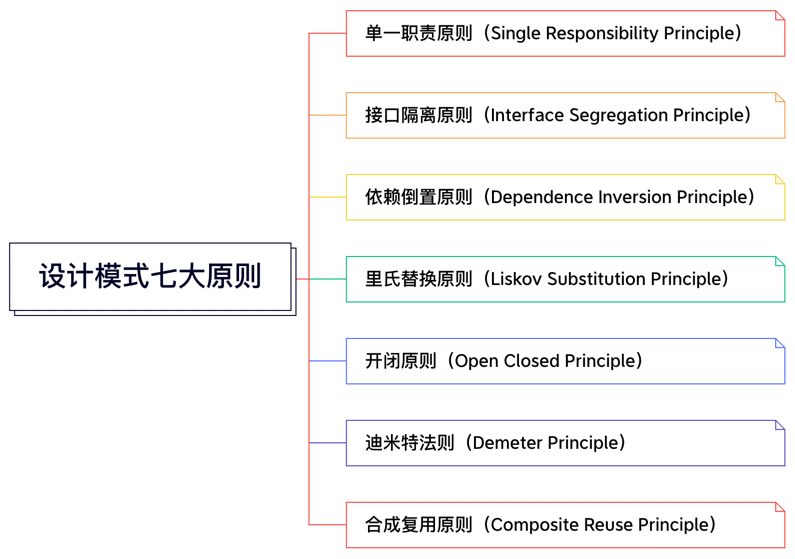 设计模式七大原则
单一职责原则（Single Responsibility Principle）
接口隔离原则（Interface Segregation Principle）
依赖倒置原则（Dependence Inversion Principle）
里氏替换原则（Liskov Substitution Principle）
开闭原则（Open Closed Principle）
迪米特法则（Demeter Principle）
合成复用原则（Composite Reuse Principle）